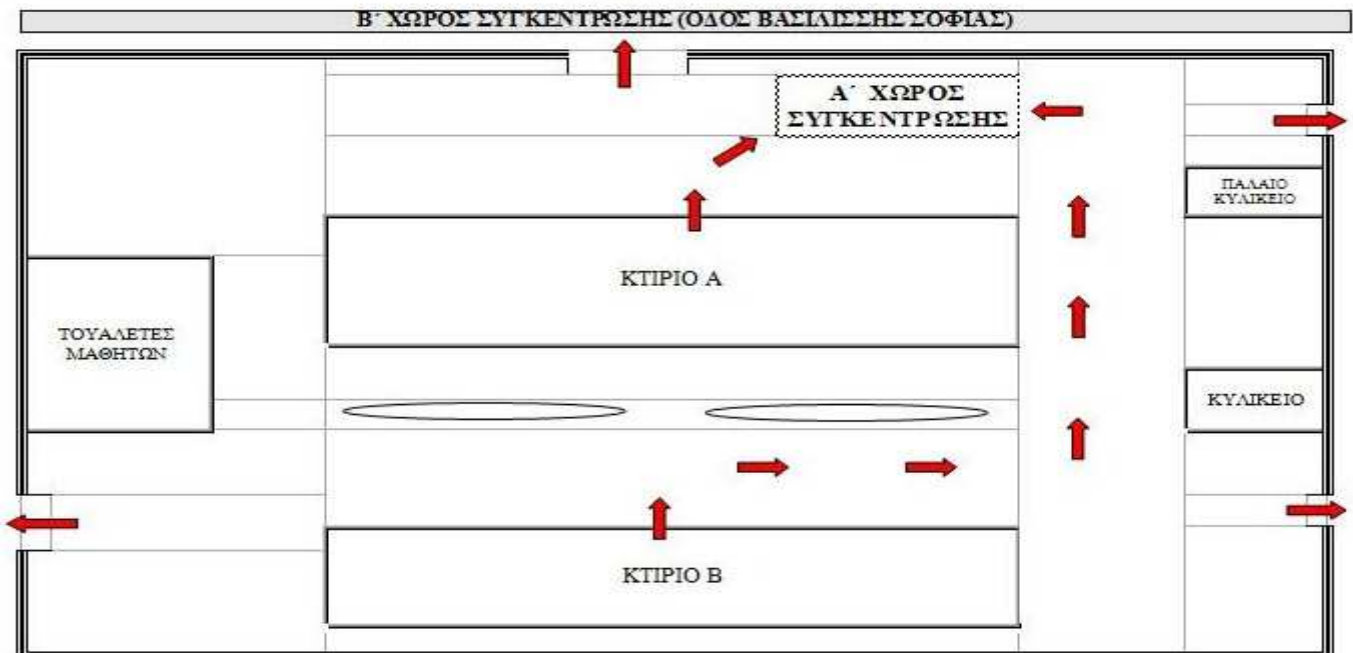 Β΄ ΧΩΡΟΣ ΣΥΓΚΕΝΤΡΩΣΗΣ (ΟΔΟΣ ΒΑΣΙΛΙΣΣΗΣ ΣΟΦΙΑΣ)
Α΄ ΧΩΡΟΣ
ΣΥΓΚΕΝΤΡΩΣΗΣ
ΠΑΛΑΙΟ
ΚΥΛΙΚΕΙΟ
ΚΤΙΡΙΟ Α
ΤΟΥΑΛΕΤΕΣ
ΜΑΘΗΤΩΝ
ΚΥΛΙΚΕΙΟ
ΚΤΙΡΙΟ Β